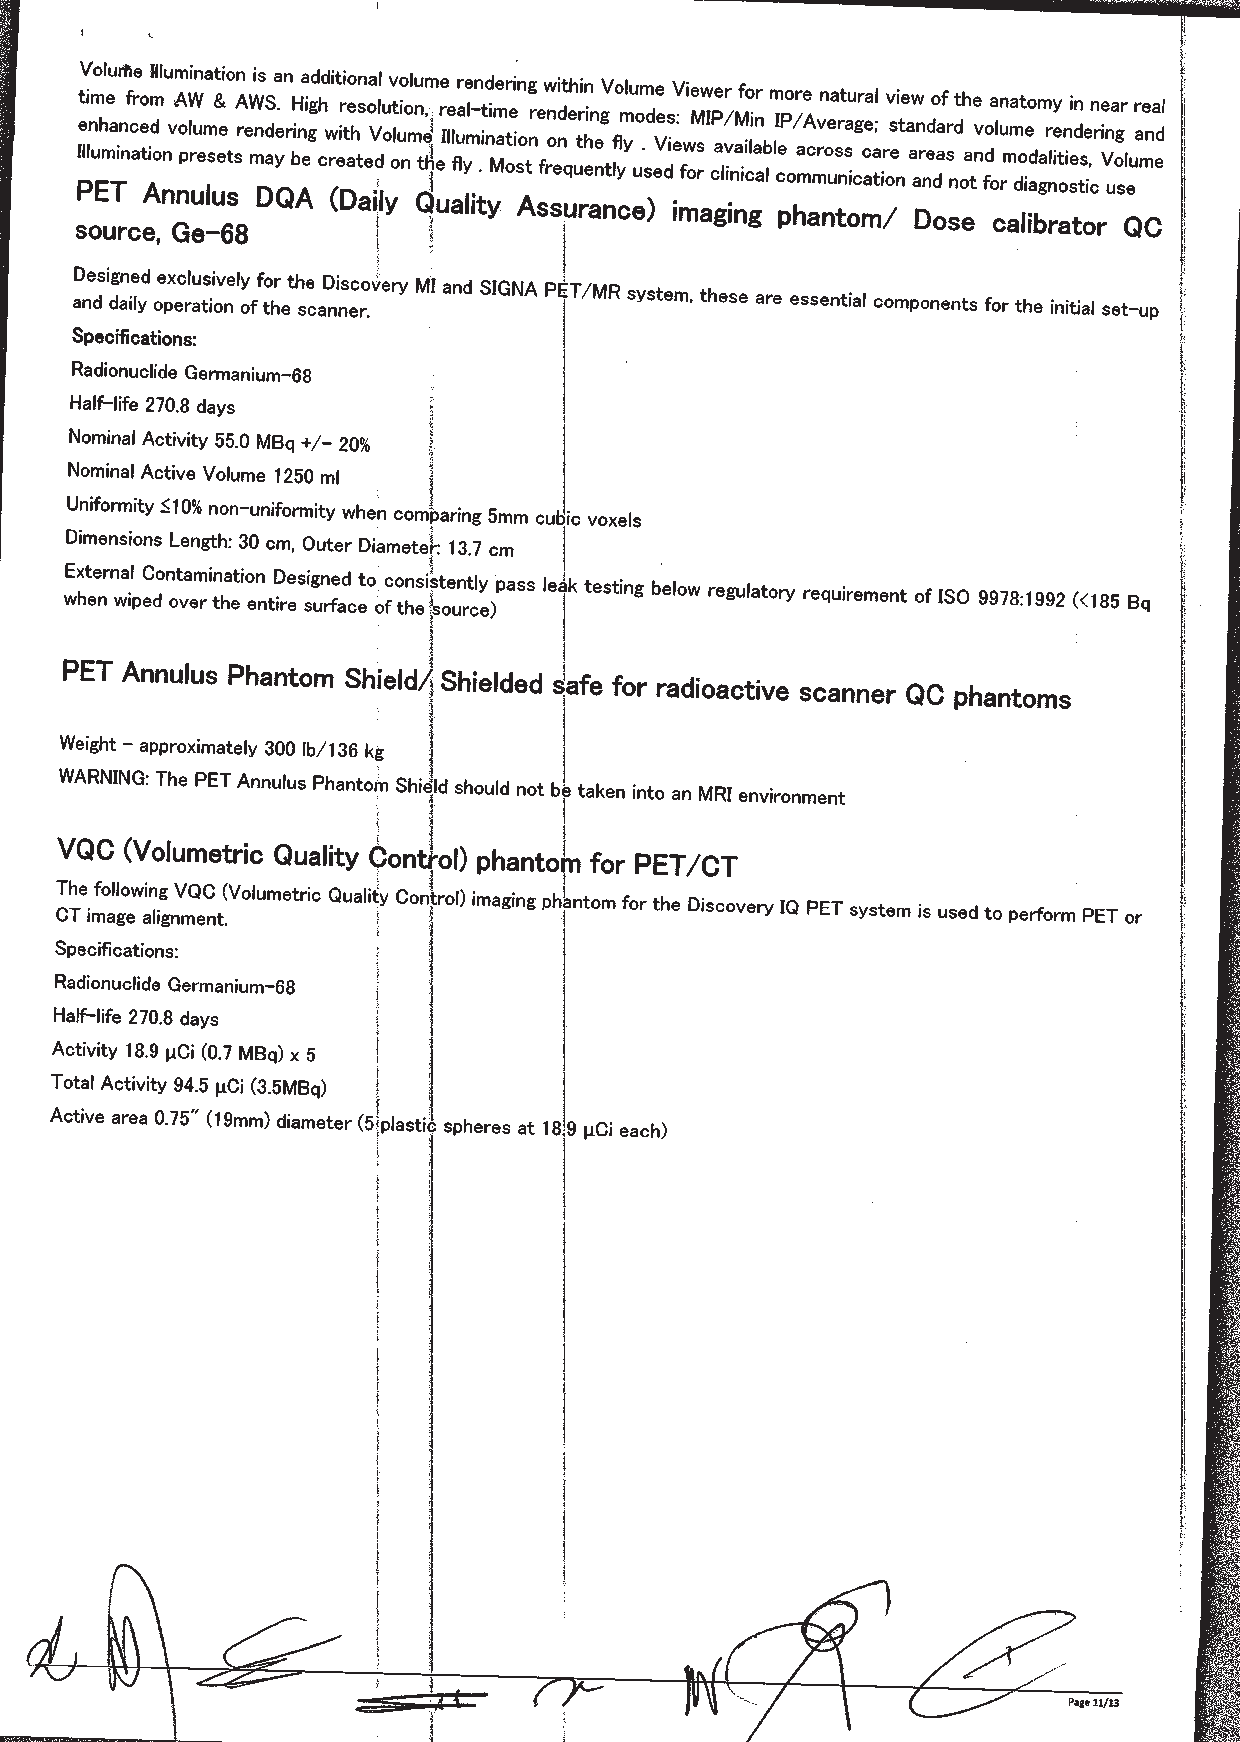 Volume Illumination is an additional volume rendering within Volume Viewer for more natural view of the anatomy in near real
time from AW & AWS. High resolution, real-time rendering modes: MIP/Min IP/Average; standard volume rendering and
enhanced volume rendering with Volume Illumination on the fly . Views available across care areas and modalities, Volume
Illumination presets may be created on the fly . Most frequently used for clinical communication and not for diagnostic use
PET Annulus DQA (Daily Quality Assurance) imaging phantom/ Dose calibrator QC
source, Ge-68
Designed exclusively for the Discovery MI and SIGNA PET/MR system, these are essential components for the initial set-up
and daily operation of the scanner.
Specifications:
Radionuclide Germanium-68
Half-life 270.8 days
Nominal Activity 55.0 MBq +/- 20%
Nominal Active Volume 1250 ml
Uniformity ≤10% non-uniformity when comparing 5mm cubic voxels
Dimensions Length: 30 cm, Outer Diameter: 13.7 cm
External Contamination Designed to consistently pass leak testing below regulatory requirement of ISO 9978:1992 (<185 Bq
when wiped over the entire surface of the source)
PET Annulus Phantom Shield/ Shielded safe for radioactive scanner QC phantoms
Weight - approximately 300 lb/136 kg
WARNING: The PET Annulus Phantom Shield should not be taken into an MRI environment
VQC (Volumetric Quality Control) phantom for PET/CT
The following VQC (Volumetric Quality Control) imaging phantom for the Discovery IQ PET system is used to perform PET or
CT image alignment.
Specifications:
Radionuclide Germanium-68
Half-life 270.8 days
Activity 18.9 µCi (0.7 MBq) x 5
Total Activity 94.5 µCi (3.5MBq)
Active area 0.75″ (19mm) diameter (5 plastic spheres at 18.9 µCi each)
Page 11/13